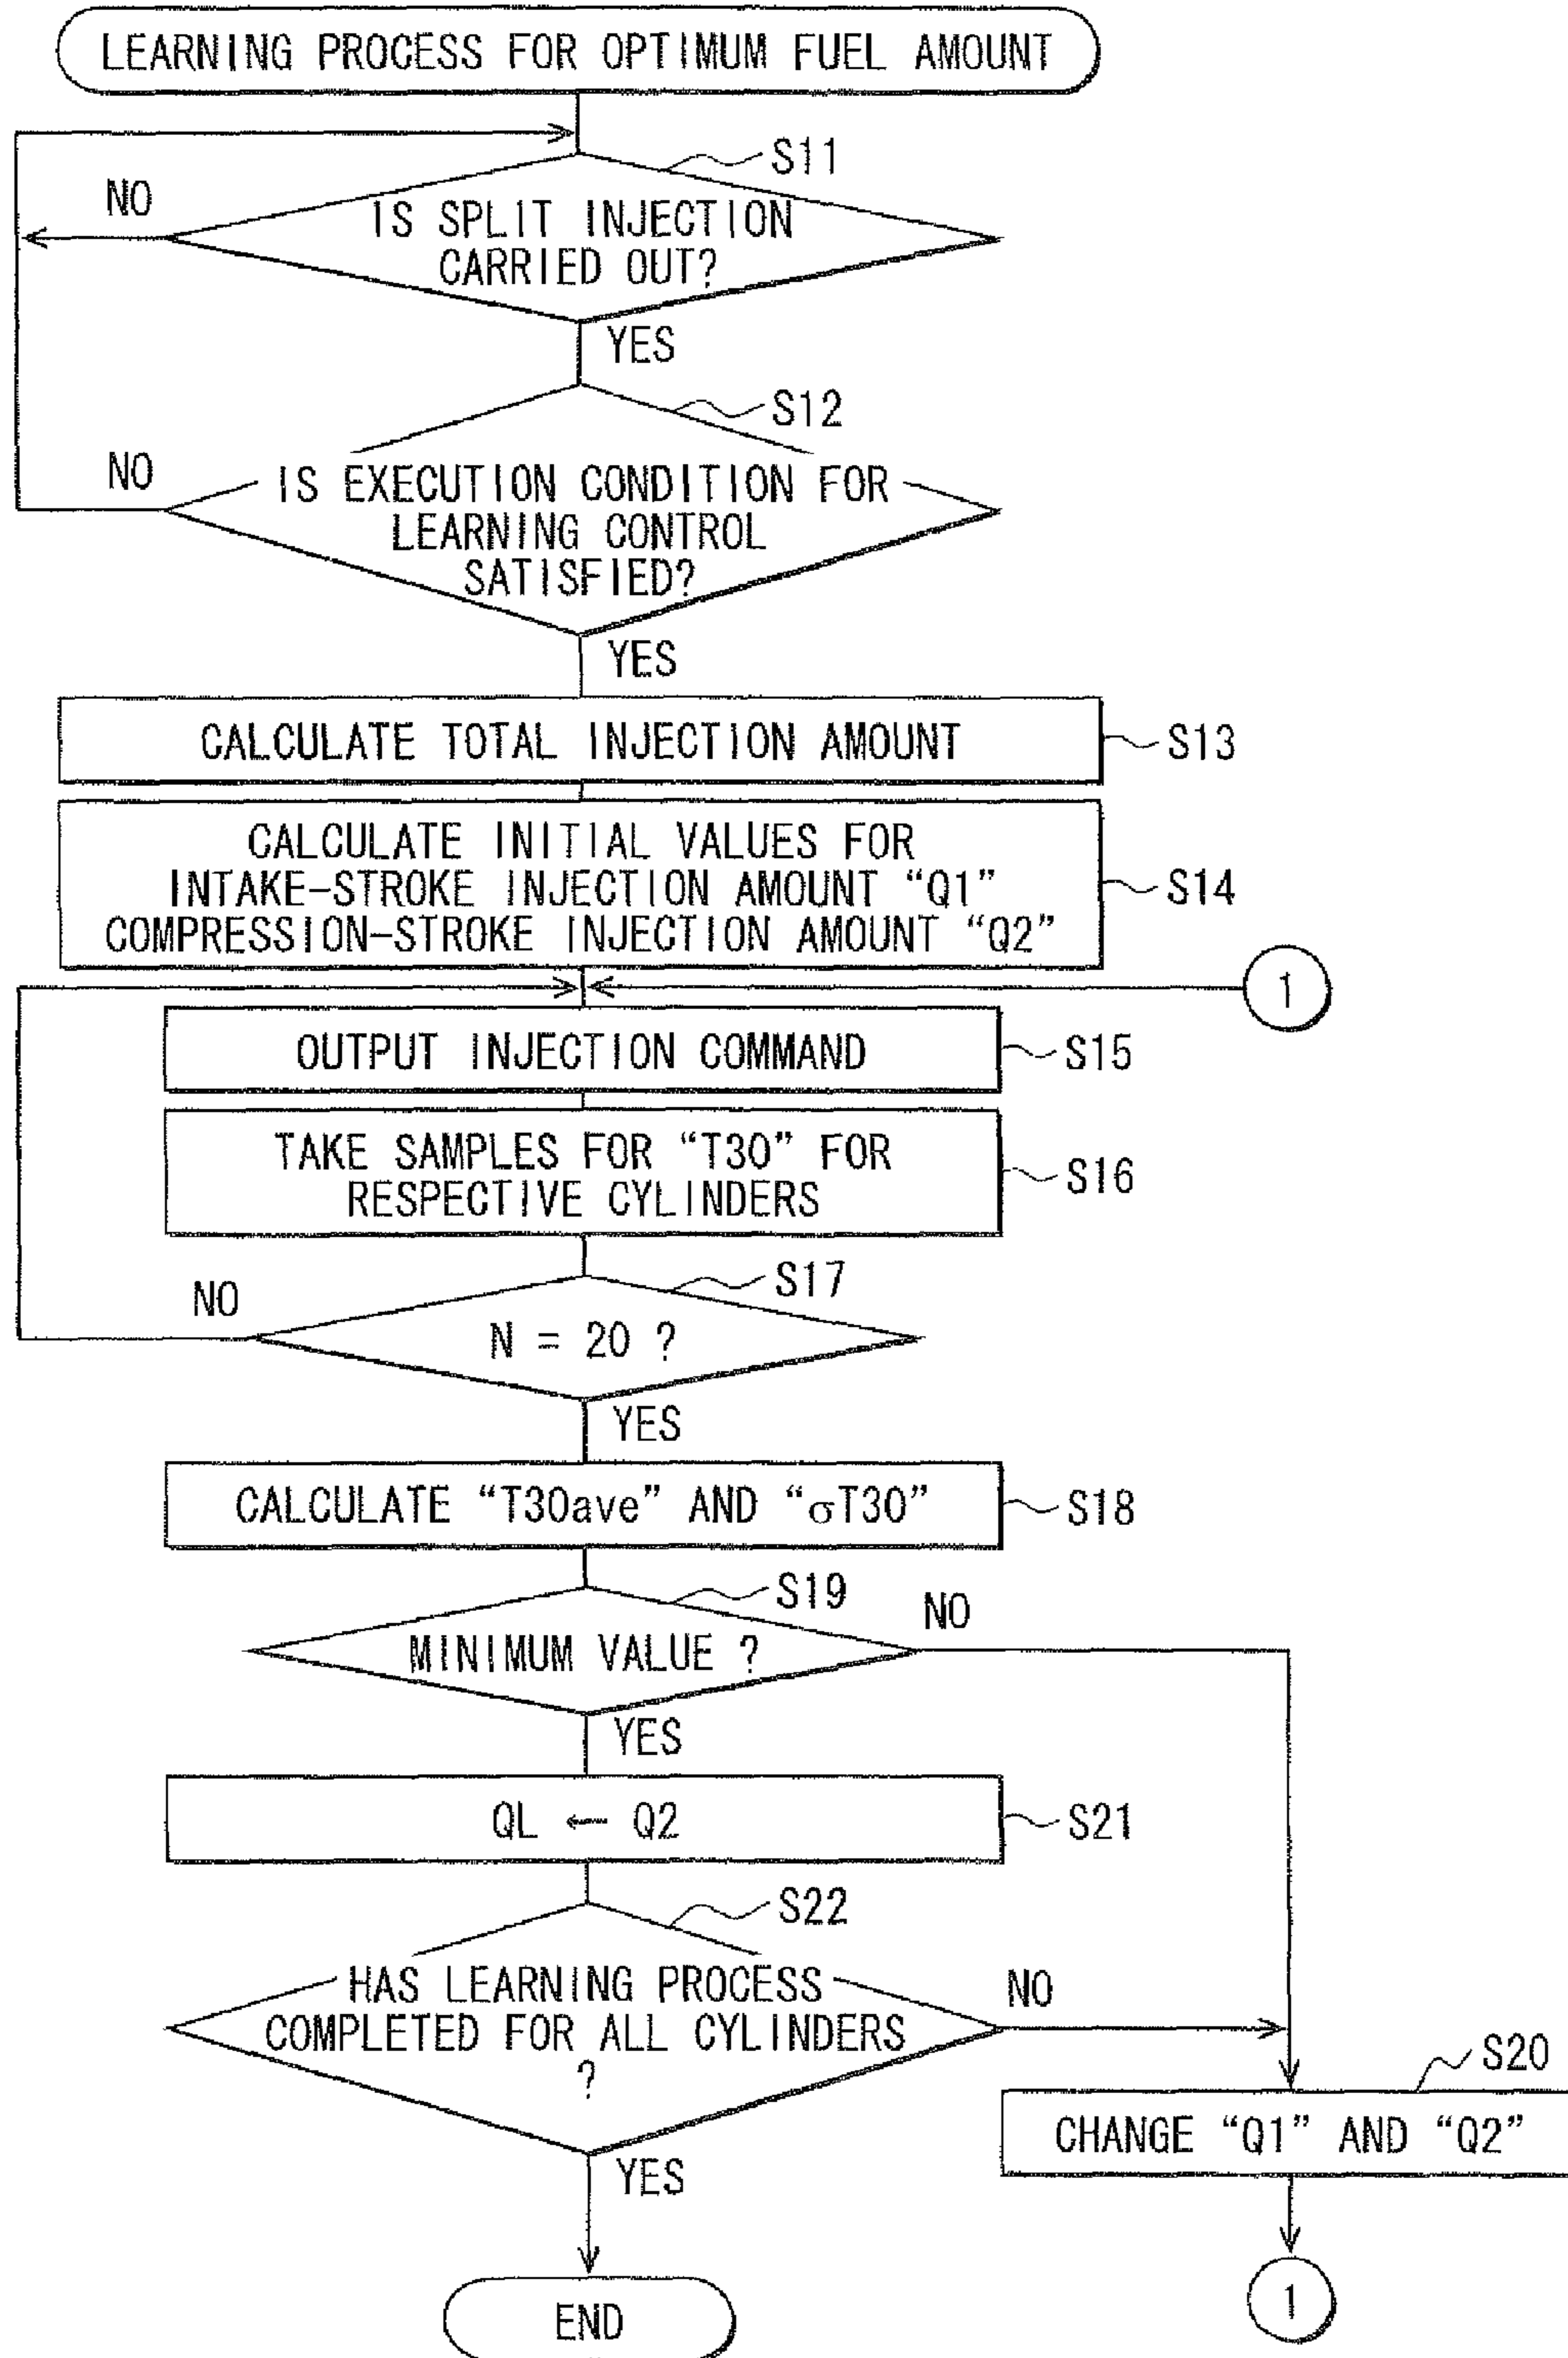 LEARNING PROCESS FOR OPTIMUM FUEL AMOUNT
S11
NO
IS SPLIT INJECTION
CARRIED OUT?
YES
S12
NO
IS EXECUTION CONDITION FOR
LEARNING CONTROL
SATISFIED?
YES
CALCULATE TOTAL INJECTION AMOUNT
S13
CALCULATE INITIAL VALUES FOR
INTAKE-STROKE INJECTION AMOUNT “Q1”
COMPRESSION-STROKE INJECTION AMOUNT “Q2”
S14
1
OUTPUT INJECTION COMMAND
S15
TAKE SAMPLES FOR “T30” FOR
RESPECTIVE CYLINDERS
S16
S17
NO
N = 20 ?
YES
CALCULATE “T30ave” AND “σT30”
S18
S19
NO
MINIMUM VALUE ?
YES
QL ← Q2
S21
S22
HAS LEARNING PROCESS
COMPLETED FOR ALL CYLINDERS
?
NO
S20
CHANGE “Q1” AND “Q2”
YES
1
END